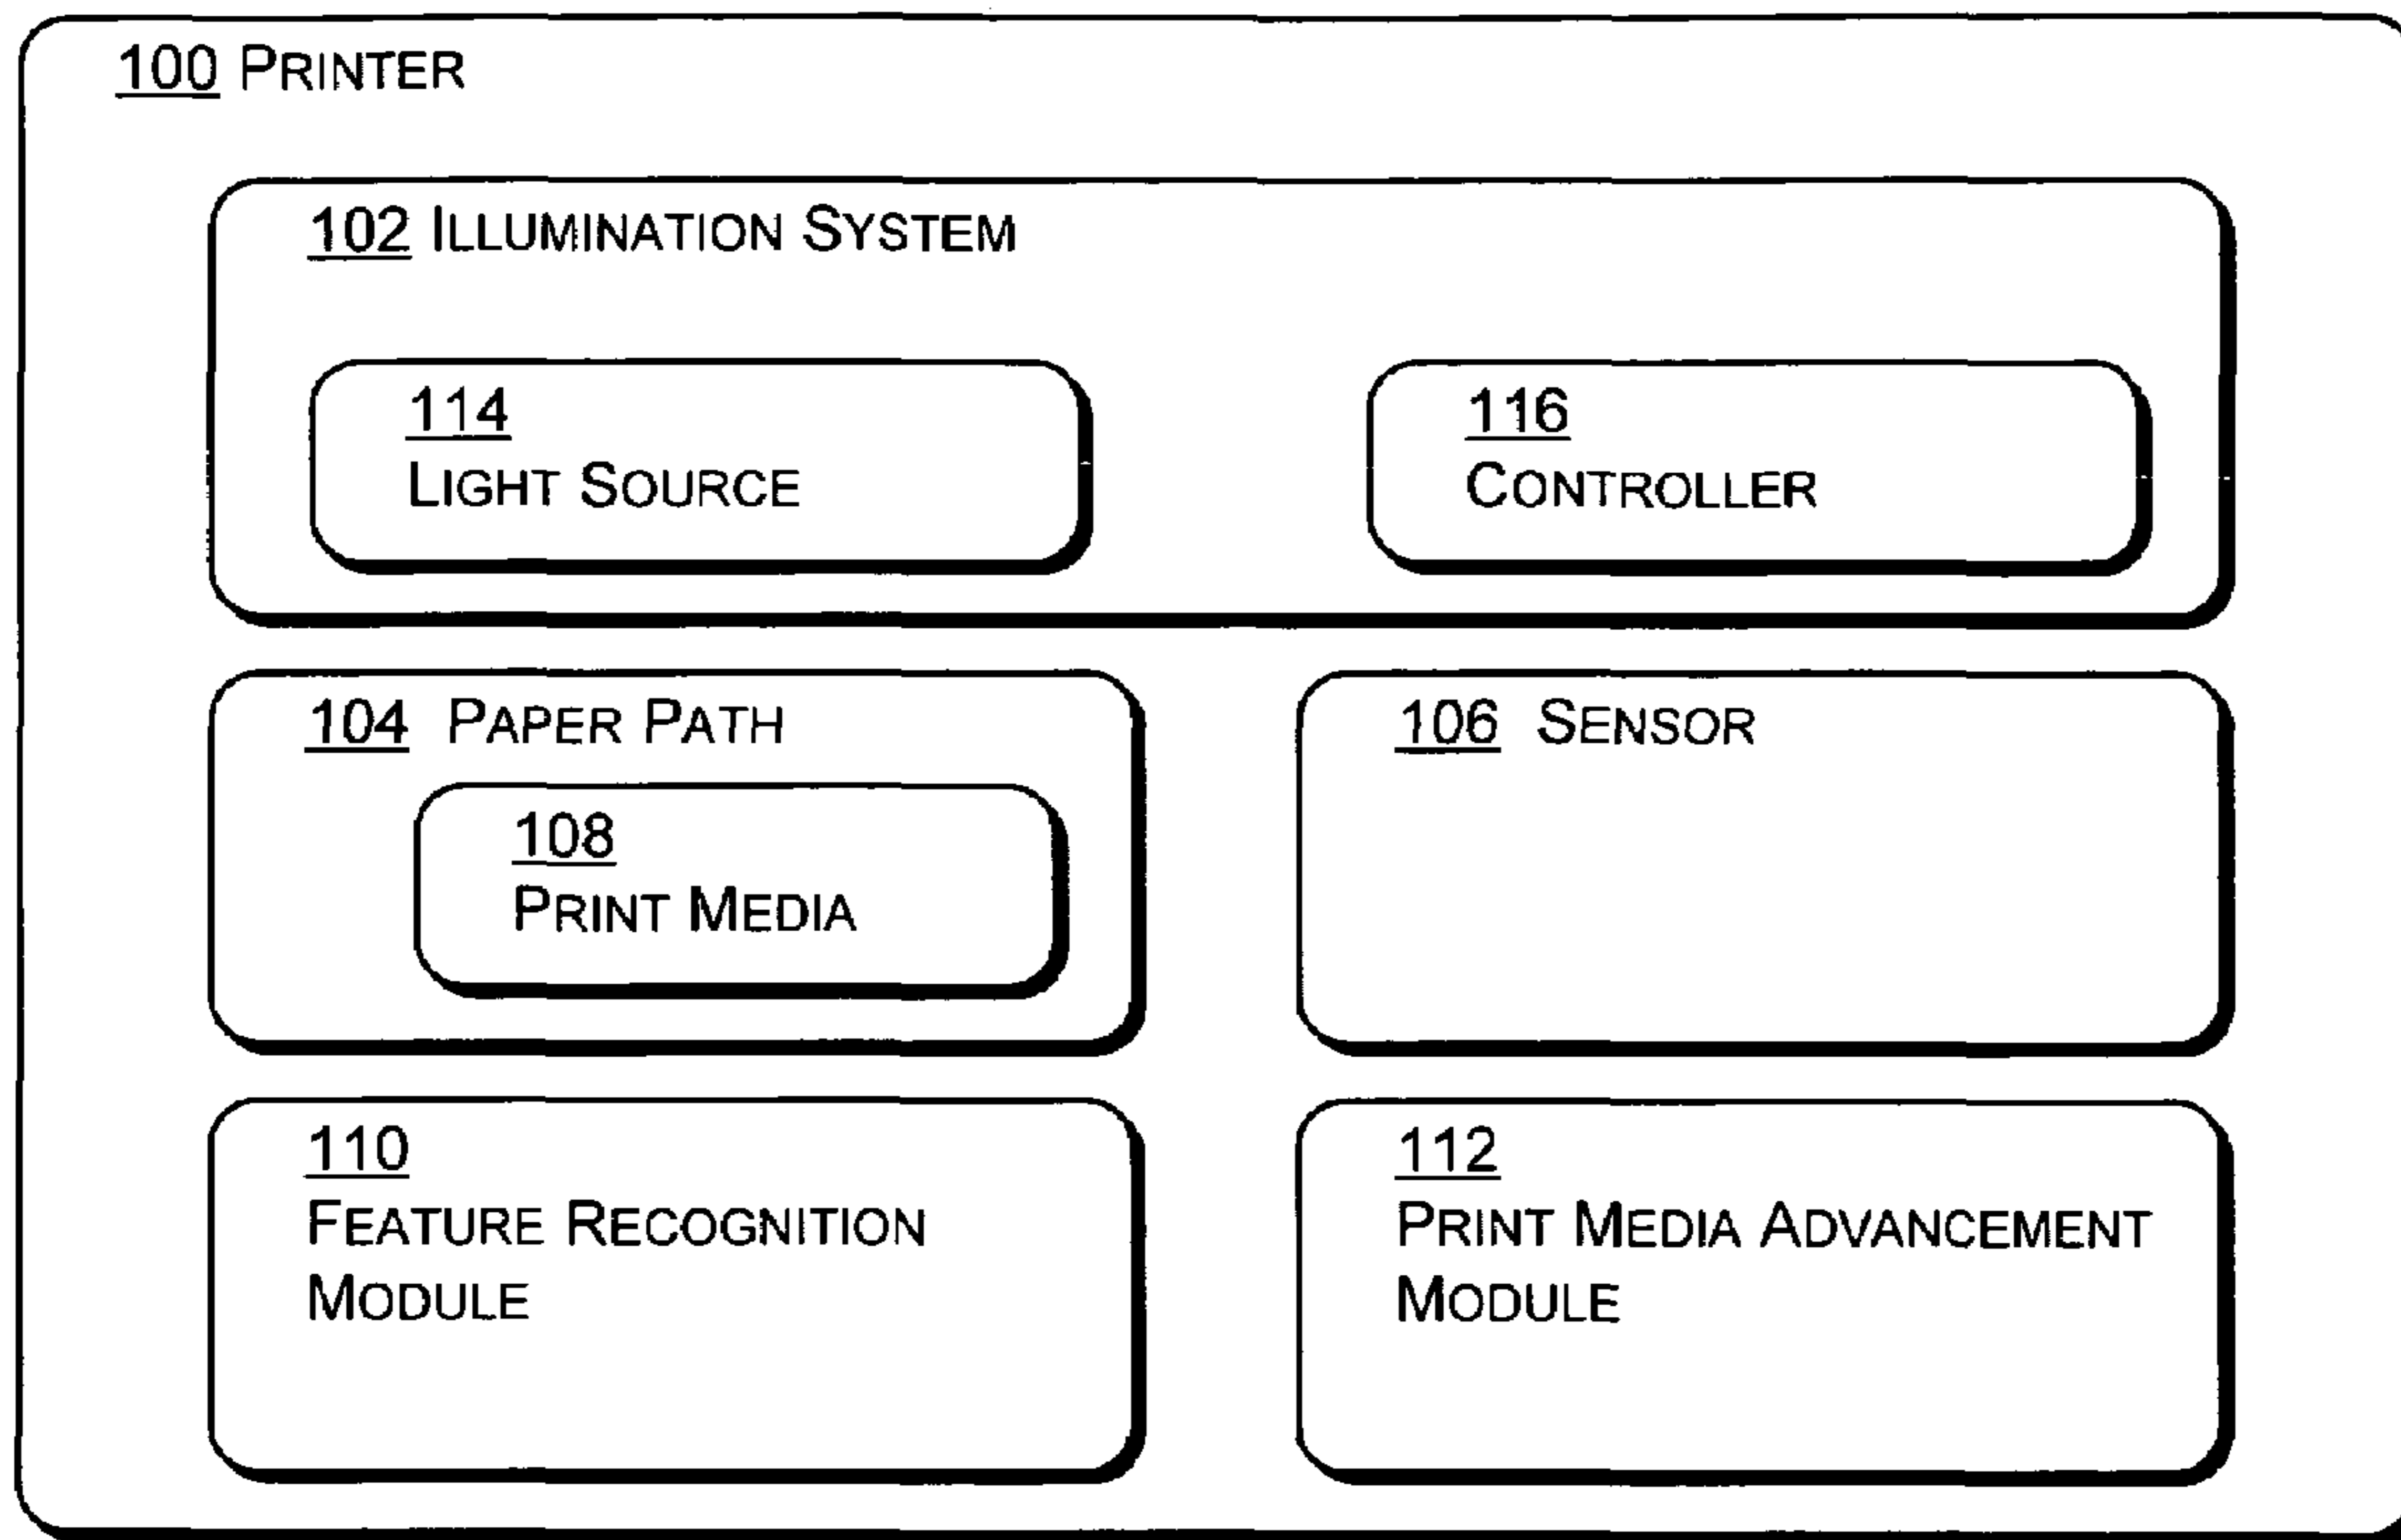 100 PRINTER
102 ILLUMINATION SYSTEM
114
LIGHT SOURCE
116
CONTROLLER
104 PAPER PATH
108
PRINT MEDIA
106 SENSOR
110
FEATURE RECOGNITION
MODULE
112
PRINT MEDIA ADVANCEMENT
MODULE